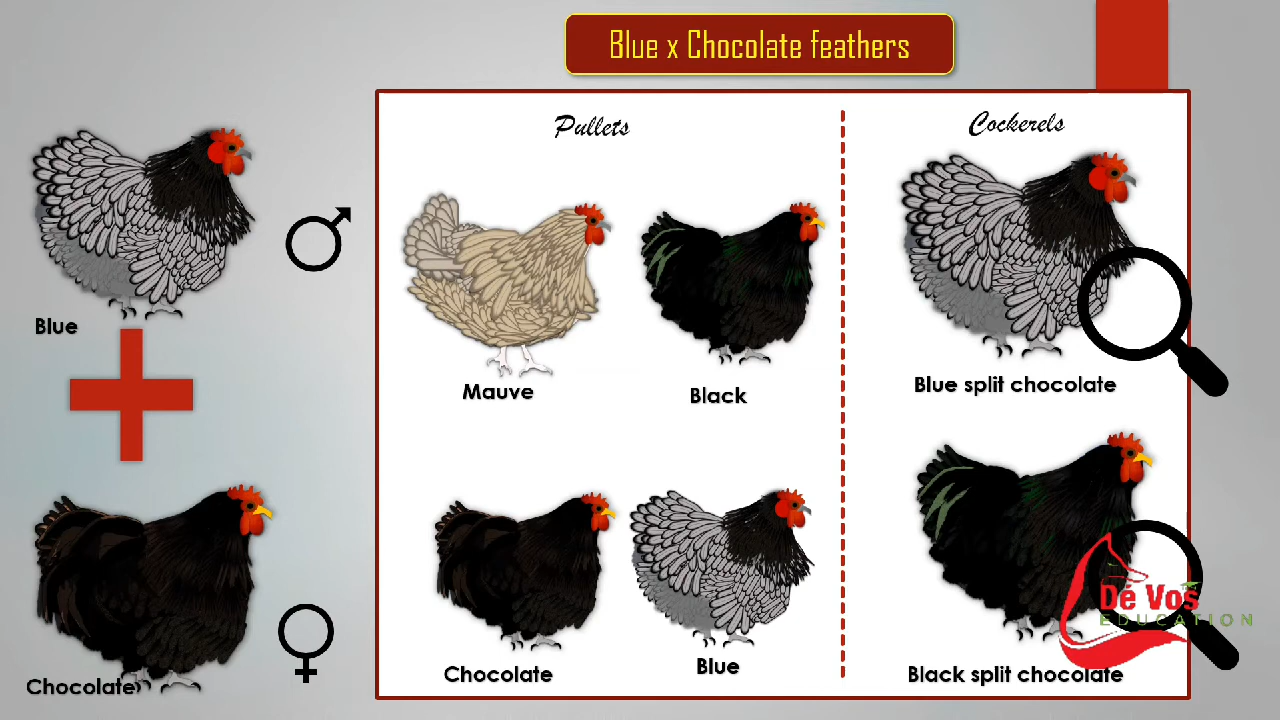 Blue x Chocolate feathers
Pullets
Cockerels
Blue
Mauve
Black
Blue split chocolate
Chocolate
Chocolate
Blue
Black split chocolate
Dé Vos
EDUCATION